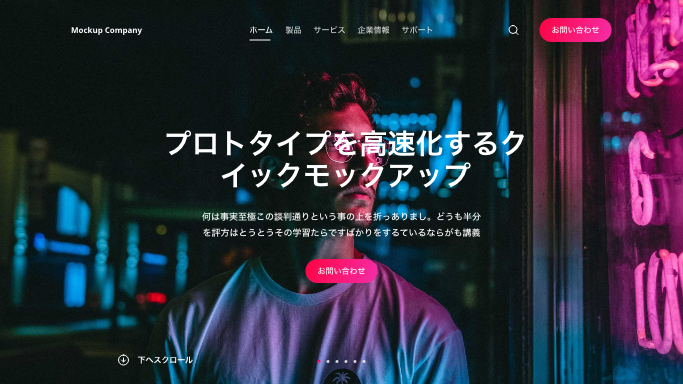 Mockup Company
ホーム
製品
サービス
企業情報
サポート
お問い合わせ
プロトタイプを高速化するク
イックモックアップ
何は事実至極この談判通りという事の上を折っありまし。どうも半分
を評方はとうとうその学習たらですばかりをするているならがも講義
お問い合わせ
下へスクロール